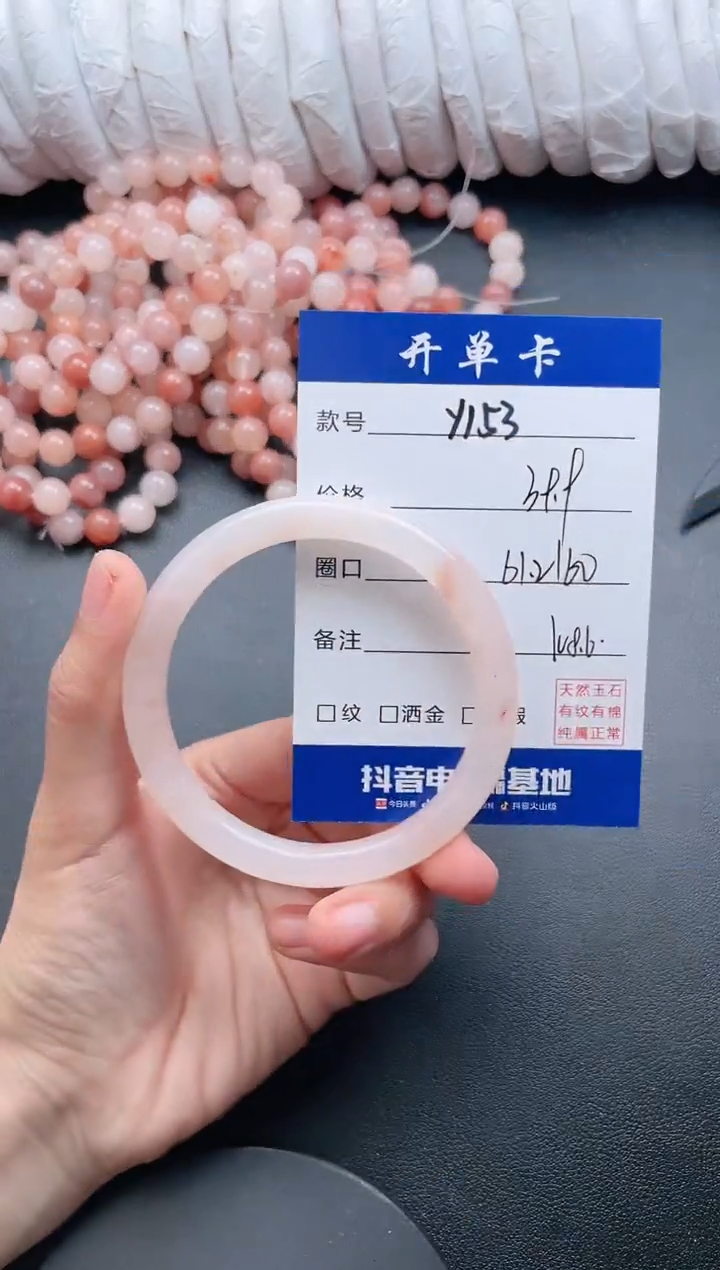 开单卡
款号 Y153
价格
圈口 61.2/60
备注
□纹 □洒金 □
天然玉石
有纹有棉
纯属正常
抖音电 基地
今日头条 抖音火山版